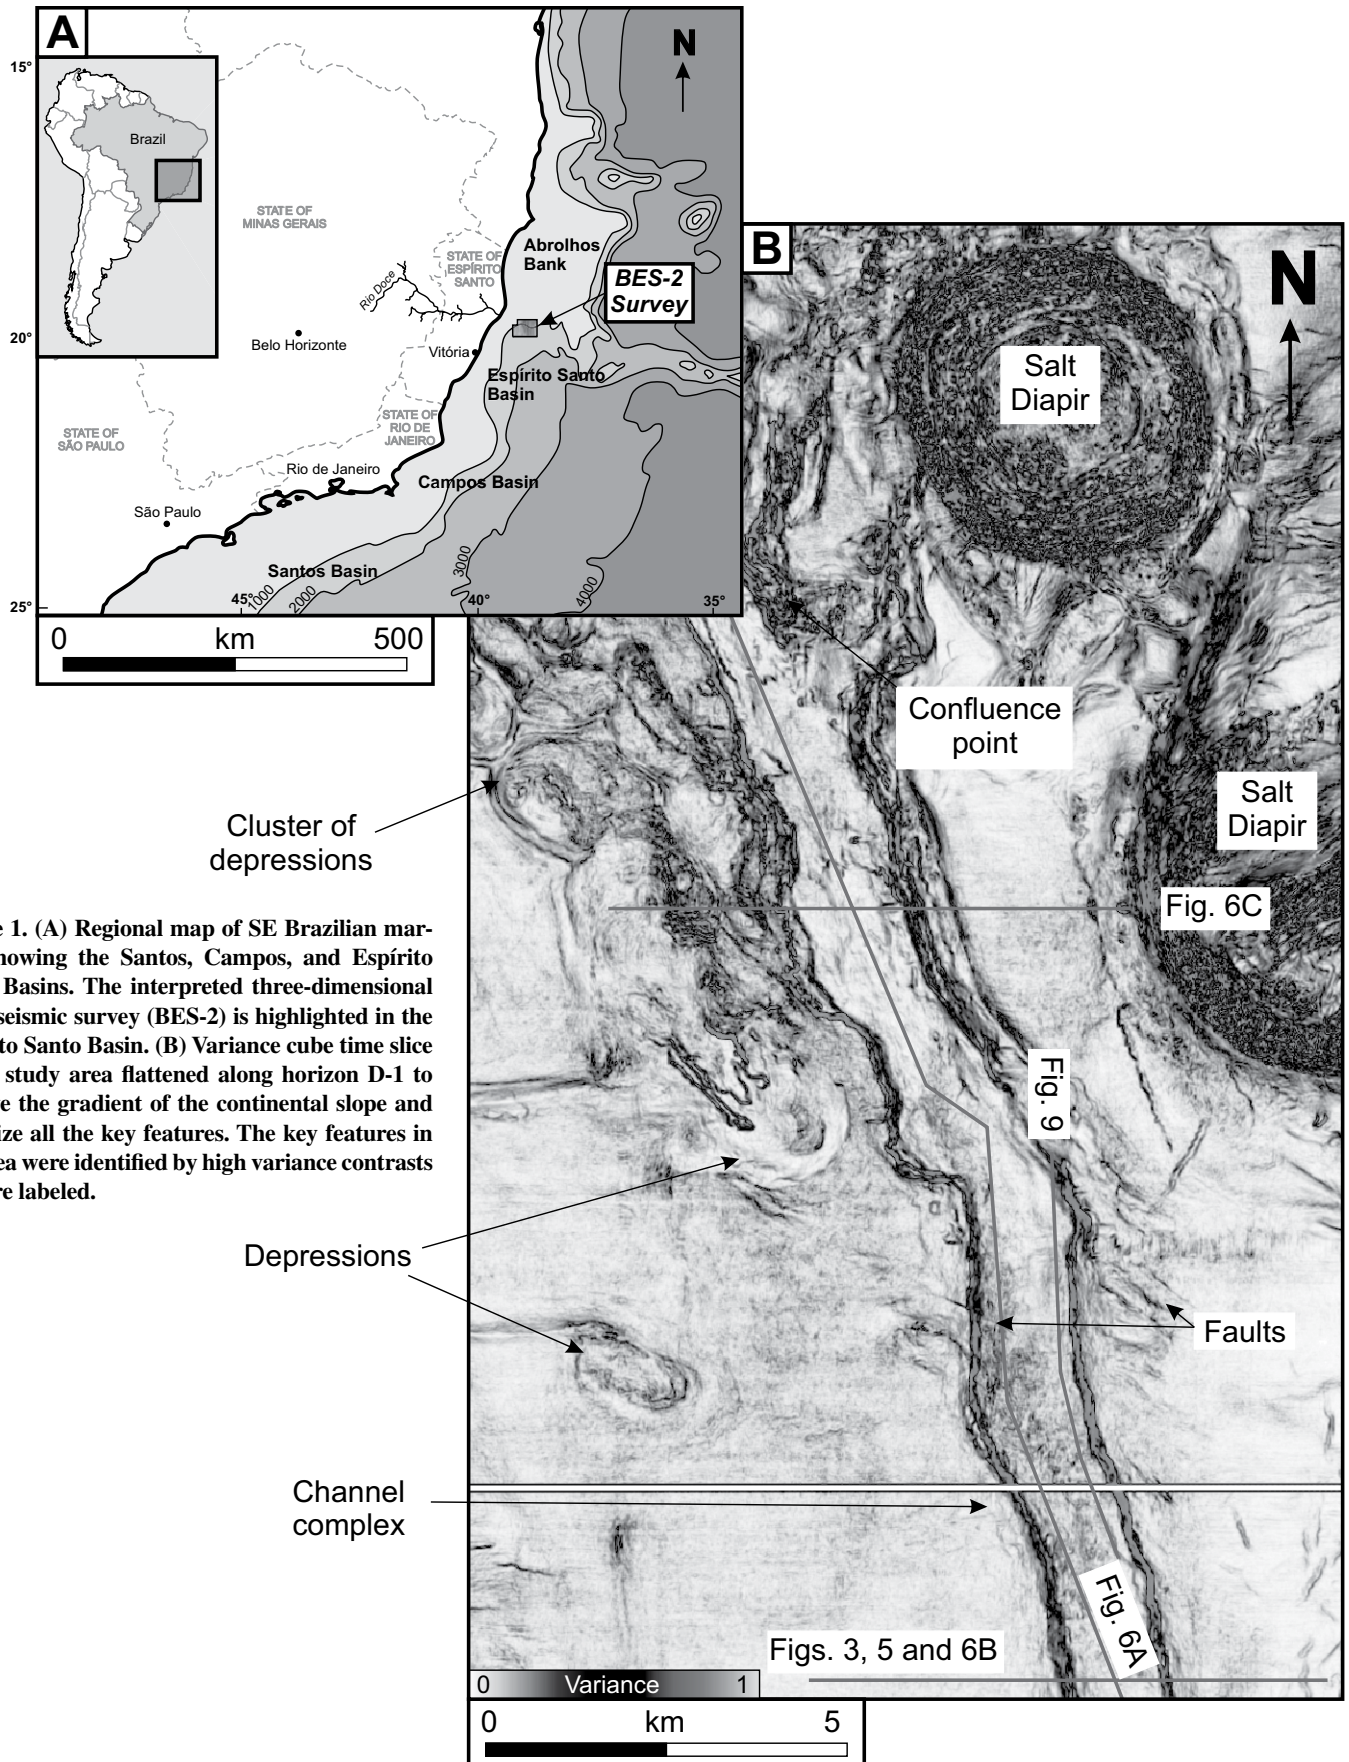 A
N
15°
20°
25°
Brazil
STATE OF
MINAS GERAIS
STATE OF
ESPÍRITO
SANTO
Abrolhos
Bank
BES-2
Survey
Rio Doce
Belo Horizonte
Vitória
Espírito Santo
Basin
STATE OF
RIO DE
JANEIRO
STATE OF
SÃO PAULO
Rio de Janeiro
Campos Basin
São Paulo
Santos Basin
1000
2000
3000
4000
45°
40°
35°
0 km 500
B
N
Salt
Diapir
Confluence
point
Salt
Diapir
Cluster of
depressions
Fig. 6C
Fig. 9
Depressions
Faults
Channel
complex
Fig. 6A
Figs. 3, 5 and 6B
0 Variance 1
0 km 5
e 1. (A) Regional map of SE Brazilian mar-
howing the Santos, Campos, and Espírito
Basins. The interpreted three-dimensional
seismic survey (BES-2) is highlighted in the
to Santo Basin. (B) Variance cube time slice
study area flattened along horizon D-1 to
e the gradient of the continental slope and
ize all the key features. The key features in
ea were identified by high variance contrasts
re labeled.